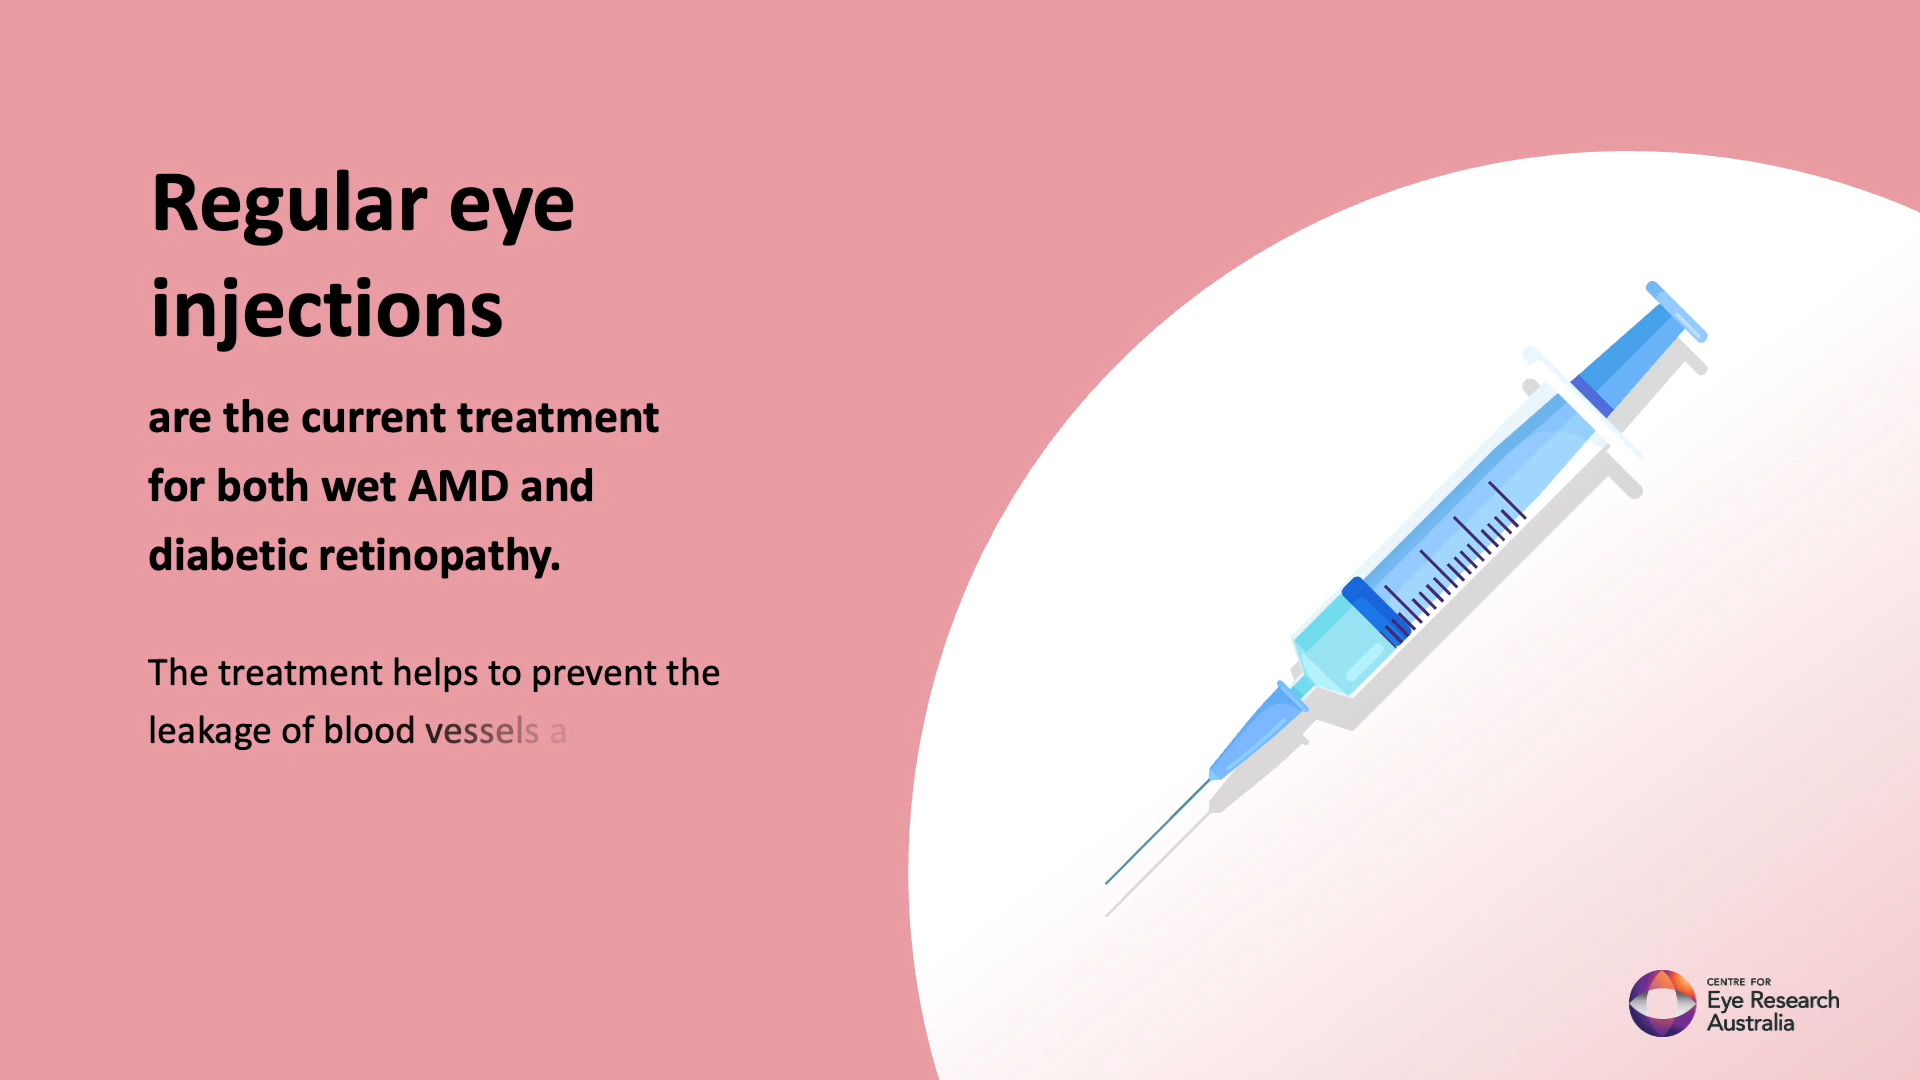 Regular eye
injections
are the current treatment
for both wet AMD and
diabetic retinopathy.
The treatment helps to prevent the
leakage of blood vessels
CENTRE FOR
Eye Research
Australia